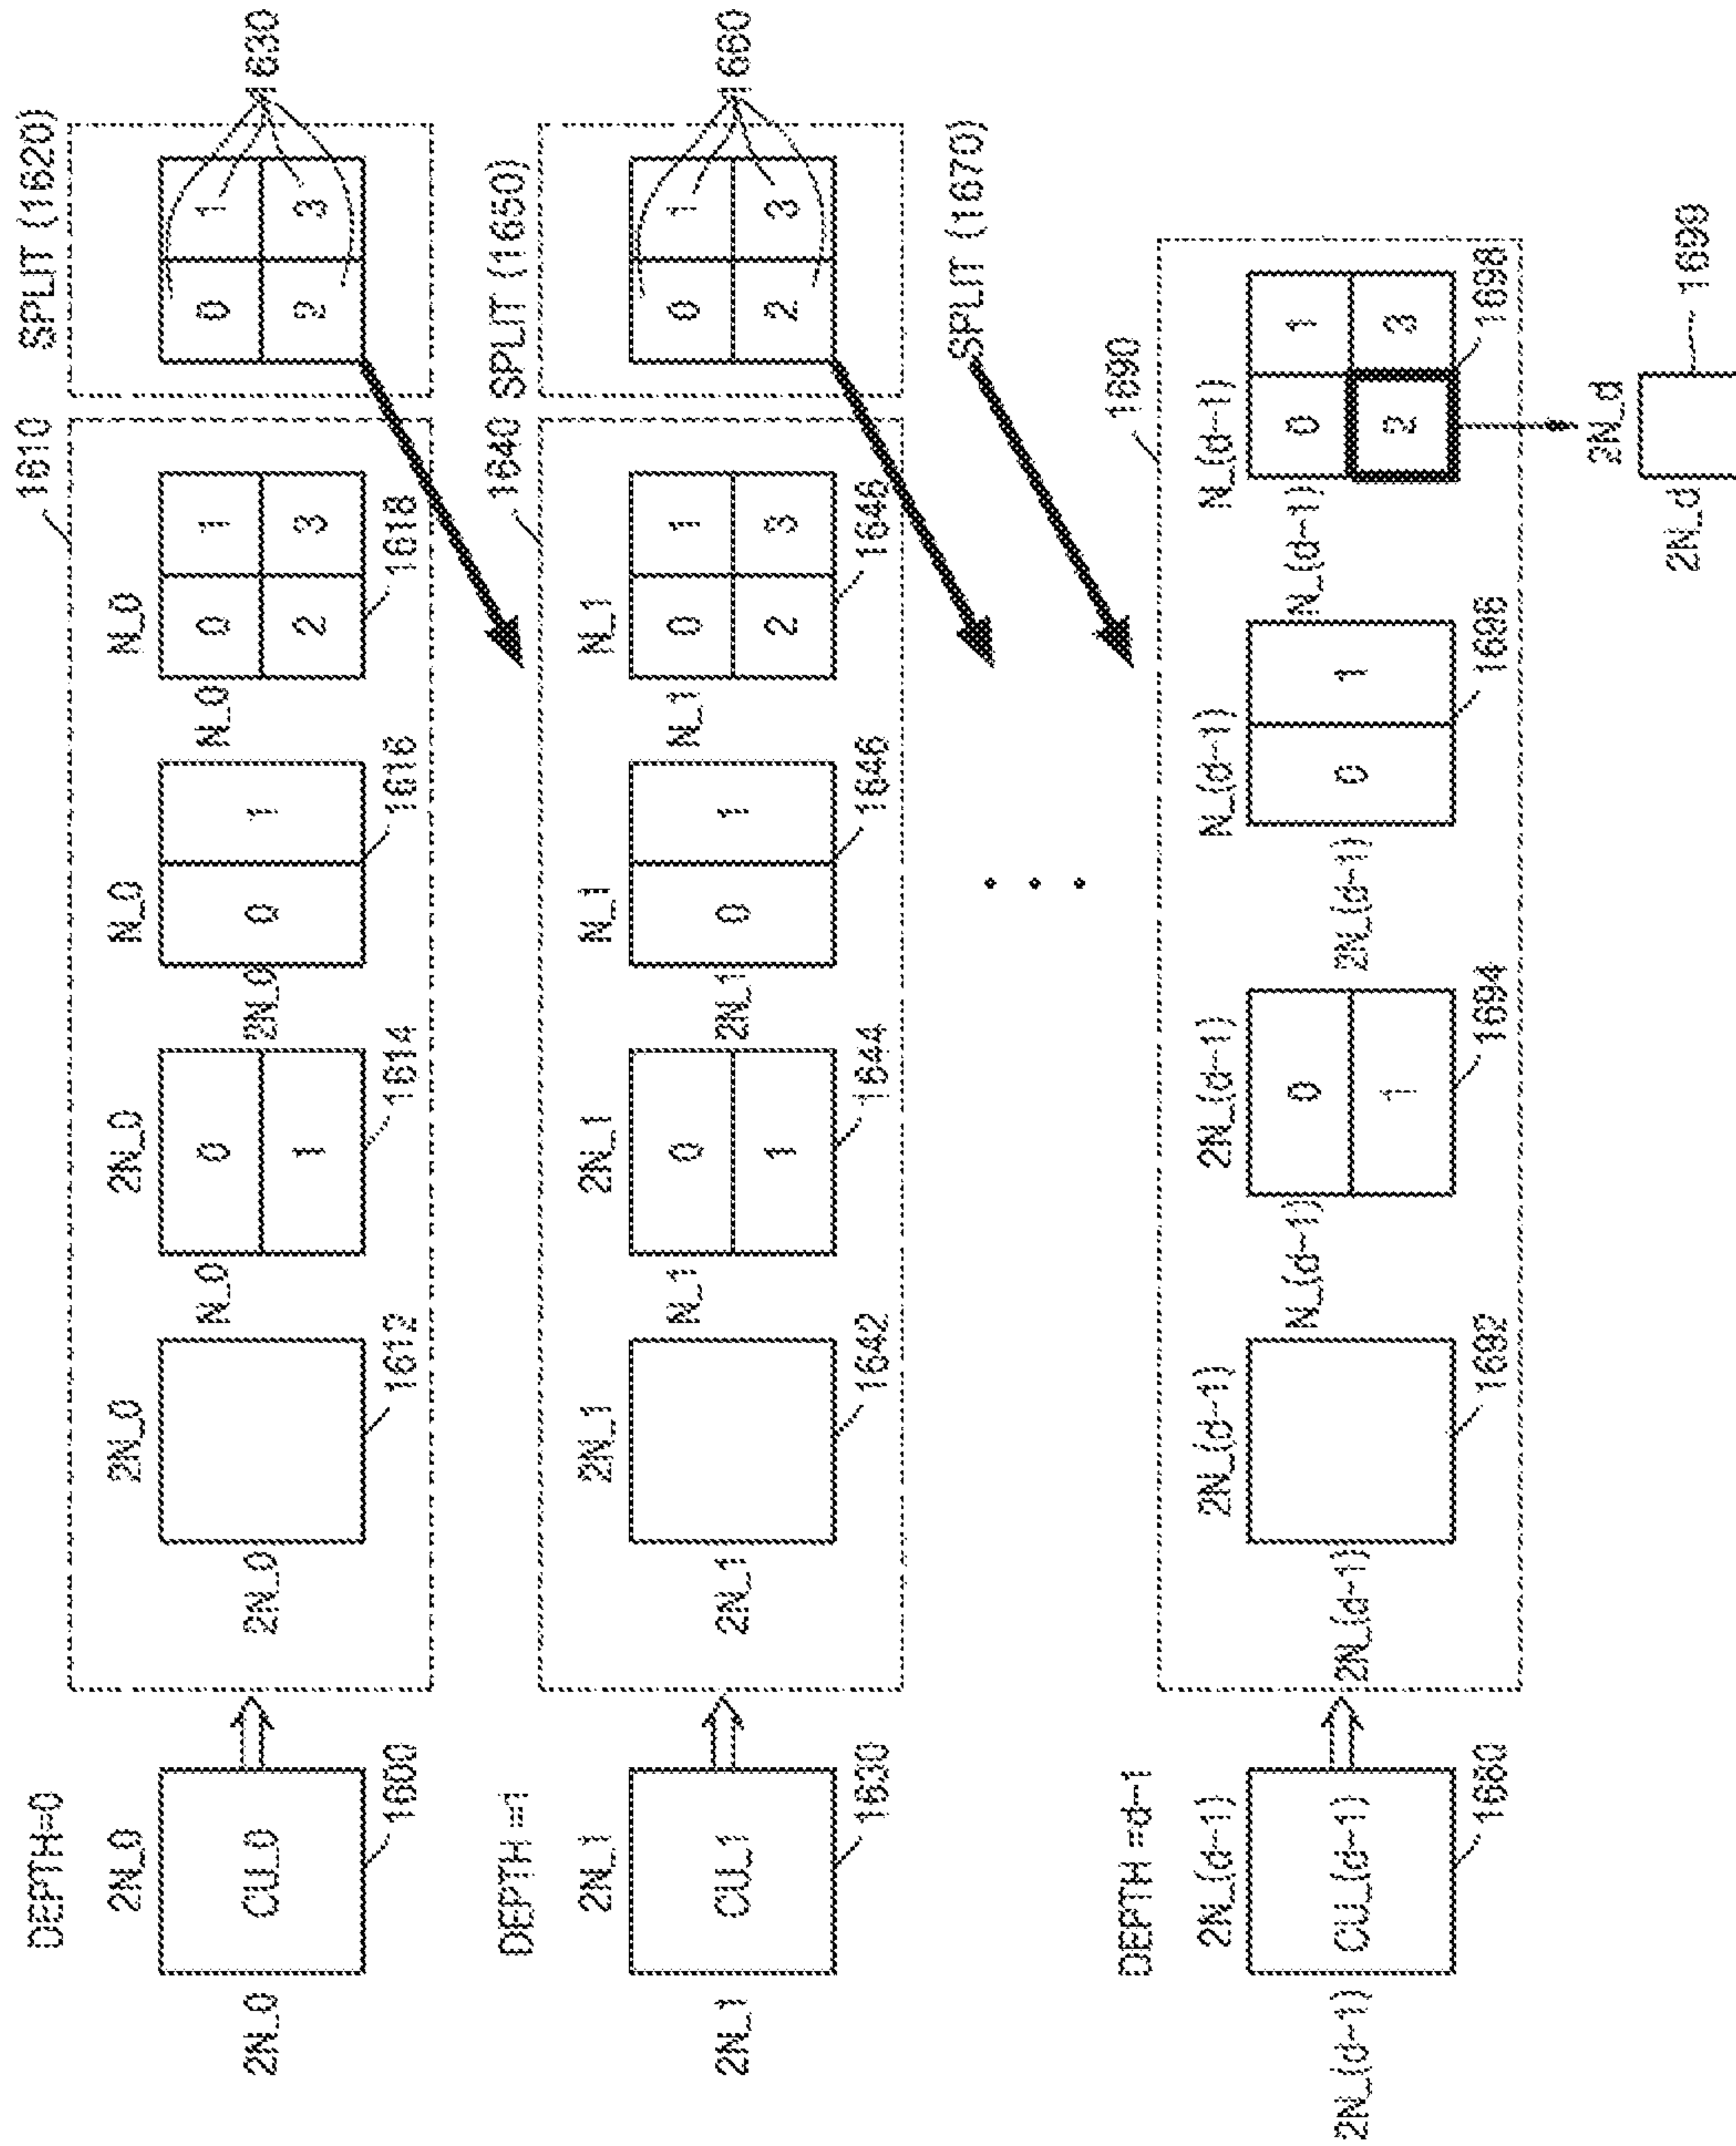 DEPTH=0
2N_0
2N_0
CU_0
1600
1610
2N_0
2N_0
1612
2N_0
N_0
0
1
1614
N_0
2N_0
0 1
1616
N_0
N_0
0 1
2 3
1618
SPLIT (1620)
0 1
2 3
1630
DEPTH =1
2N_1
2N_1
CU_1
1630
1640
2N_1
2N_1
1642
2N_1
N_1
0
1
1644
N_1
2N_1
0 1
1646
N_1
N_1
0 1
2 3
SPLIT (1650)
0 1
2 3
1660
SPLIT (1670)
DEPTH =d-1
2N_(d-1)
2N_(d-1)
CU_(d-1)
1680
1690
2N_(d-1)
2N_(d-1)
1692
2N_(d-1)
N_(d-1)
0
1
1694
N_(d-1)
2N_(d-1)
0 1
1696
N_(d-1)
N_(d-1)
0 1
2 3
1698
2N_d
2N_d